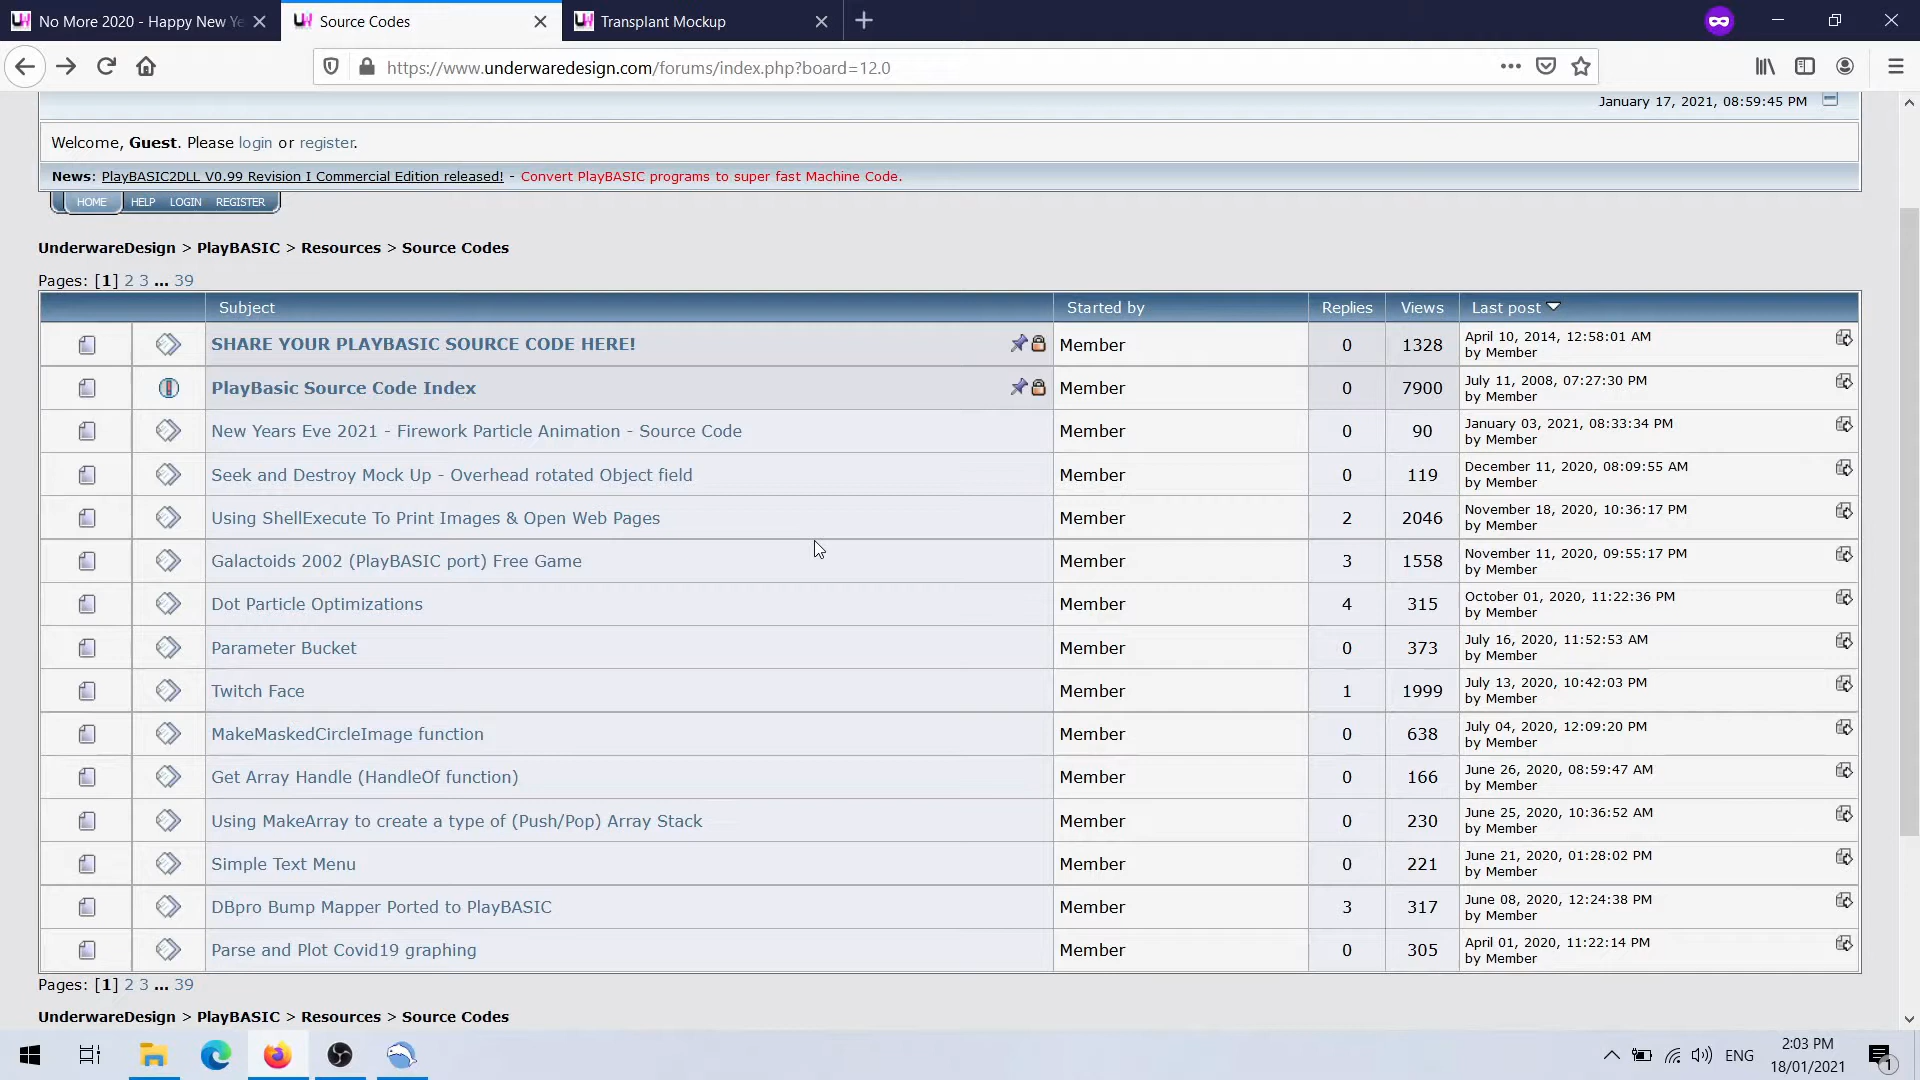 No More 2020 - Happy New Ye
Source Codes
Transplant Mockup
https://www.underwaredesign.com/forums/index.php?board=12.0
January 17, 2021, 08:59:45 PM
Welcome, Guest. Please login or register.
News: PlayBASIC2DLL V0.99 Revision I Commercial Edition released! - Convert PlayBASIC programs to super fast Machine Code.
HOME HELP LOGIN REGISTER
UnderwareDesign > PlayBASIC > Resources > Source Codes
Pages: [1] 2 3 ... 39
Subject Started by Replies Views Last post
SHARE YOUR PLAYBASIC SOURCE CODE HERE! Member 0 1328 April 10, 2014, 12:58:01 AM
by Member
PlayBasic Source Code Index Member 0 7900 July 11, 2008, 07:27:30 PM
by Member
New Years Eve 2021 - Firework Particle Animation - Source Code Member 0 90 January 03, 2021, 08:33:34 PM
by Member
Seek and Destroy Mock Up - Overhead rotated Object field Member 0 119 December 11, 2020, 08:09:55 AM
by Member
Using ShellExecute To Print Images & Open Web Pages Member 2 2046 November 18, 2020, 10:36:17 PM
by Member
Galactoids 2002 (PlayBASIC port) Free Game Member 3 1558 November 11, 2020, 09:55:17 PM
by Member
Dot Particle Optimizations Member 4 315 October 01, 2020, 11:22:36 PM
by Member
Parameter Bucket Member 0 373 July 16, 2020, 11:52:53 AM
by Member
Twitch Face Member 1 1999 July 13, 2020, 10:42:03 PM
by Member
MakeMaskedCircleImage function Member 0 638 July 04, 2020, 12:09:20 PM
by Member
Get Array Handle (HandleOf function) Member 0 166 June 26, 2020, 08:59:47 AM
by Member
Using MakeArray to create a type of (Push/Pop) Array Stack Member 0 230 June 25, 2020, 10:36:52 AM
by Member
Simple Text Menu Member 0 221 June 21, 2020, 01:28:02 PM
by Member
DBpro Bump Mapper Ported to PlayBASIC Member 3 317 June 08, 2020, 12:24:38 PM
by Member
Parse and Plot Covid19 graphing Member 0 305 April 01, 2020, 11:22:14 PM
by Member
Pages: [1] 2 3 ... 39
UnderwareDesign > PlayBASIC > Resources > Source Codes
ENG
2:03 PM
18/01/2021
1